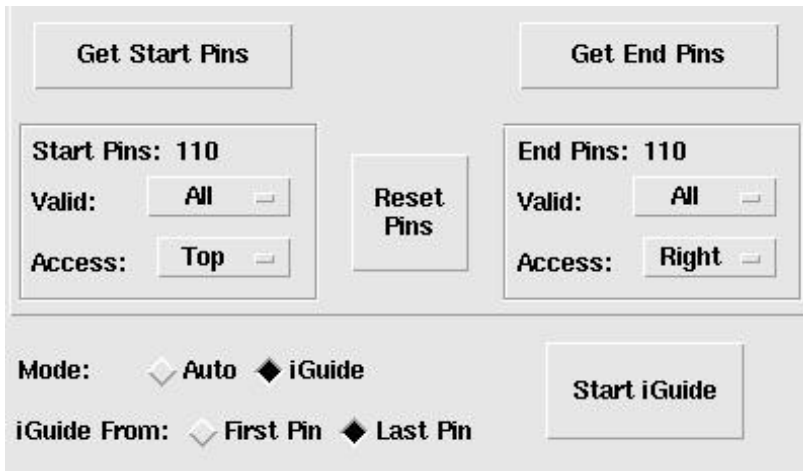 Get Start Pins
Get End Pins
Start Pins: 110
Valid: All
Access: Top
Reset
Pins
End Pins: 110
Valid: All
Access: Right
Mode: Auto iGuide
iGuide From: First Pin Last Pin
Start iGuide